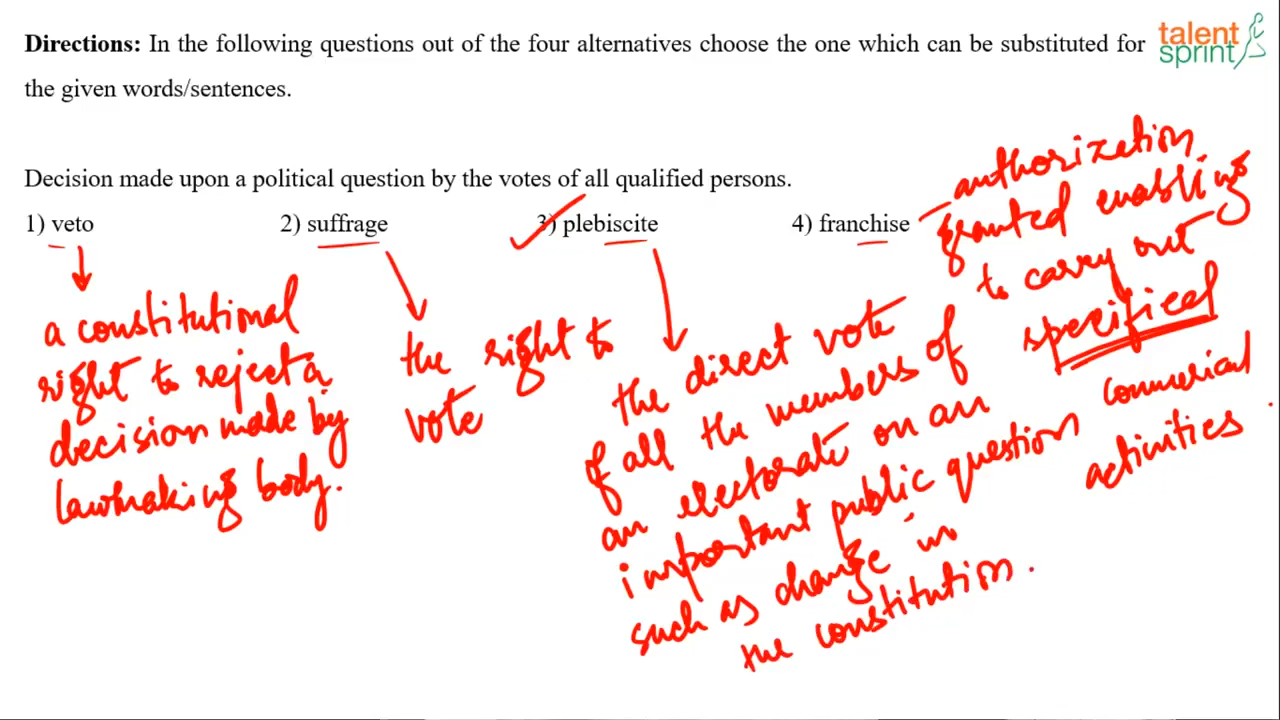 Directions: In the following questions out of the four alternatives choose the one which can be substituted for
the given words/sentences.
talent
sprint
Decision made upon a political question by the votes of all qualified persons.
1) veto 2) suffrage 3) plebiscite 4) franchise
a constitutional
right to reject a
decision made by
lawmaking body.
the right to
vote
the direct vote
of all the members of
an electorate on an
important public question
such as change in
the constitution.
authorization
granted enabling
to carry out
specified
commercial
activities